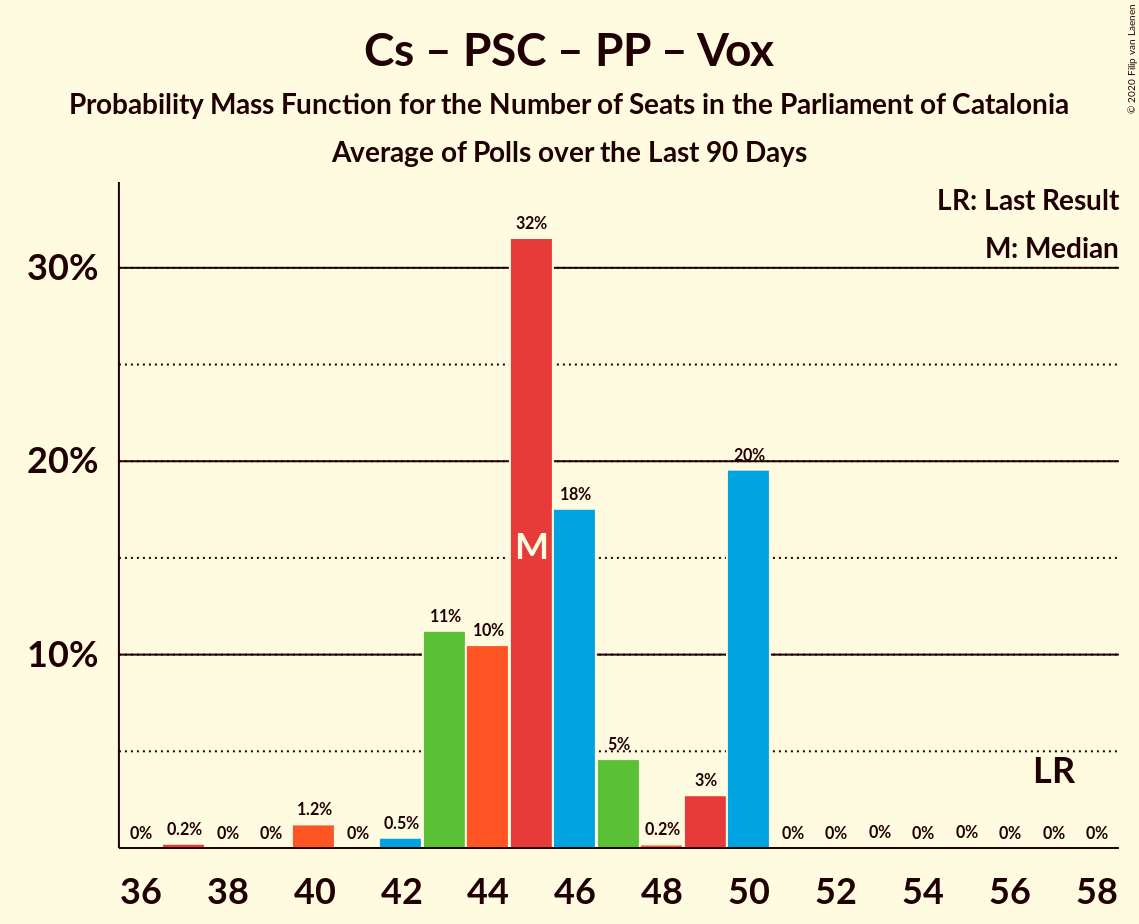 Cs – PSC – PP – Vox
Probability Mass Function for the Number of Seats in the Parliament of Catalonia
Average of Polls over the Last 90 Days
© 2020 Filip van Laenen
LR: Last Result
M: Median
30%
20%
10%
0% 0.2% 0% 0% 1.2% 0% 0.5% 11% 10% 32% 18% 5% 0.2% 3% 20% 0% 0% 0% 0% 0% 0% 0% 0%
M
LR
36 38 40 42 44 46 48 50 52 54 56 58